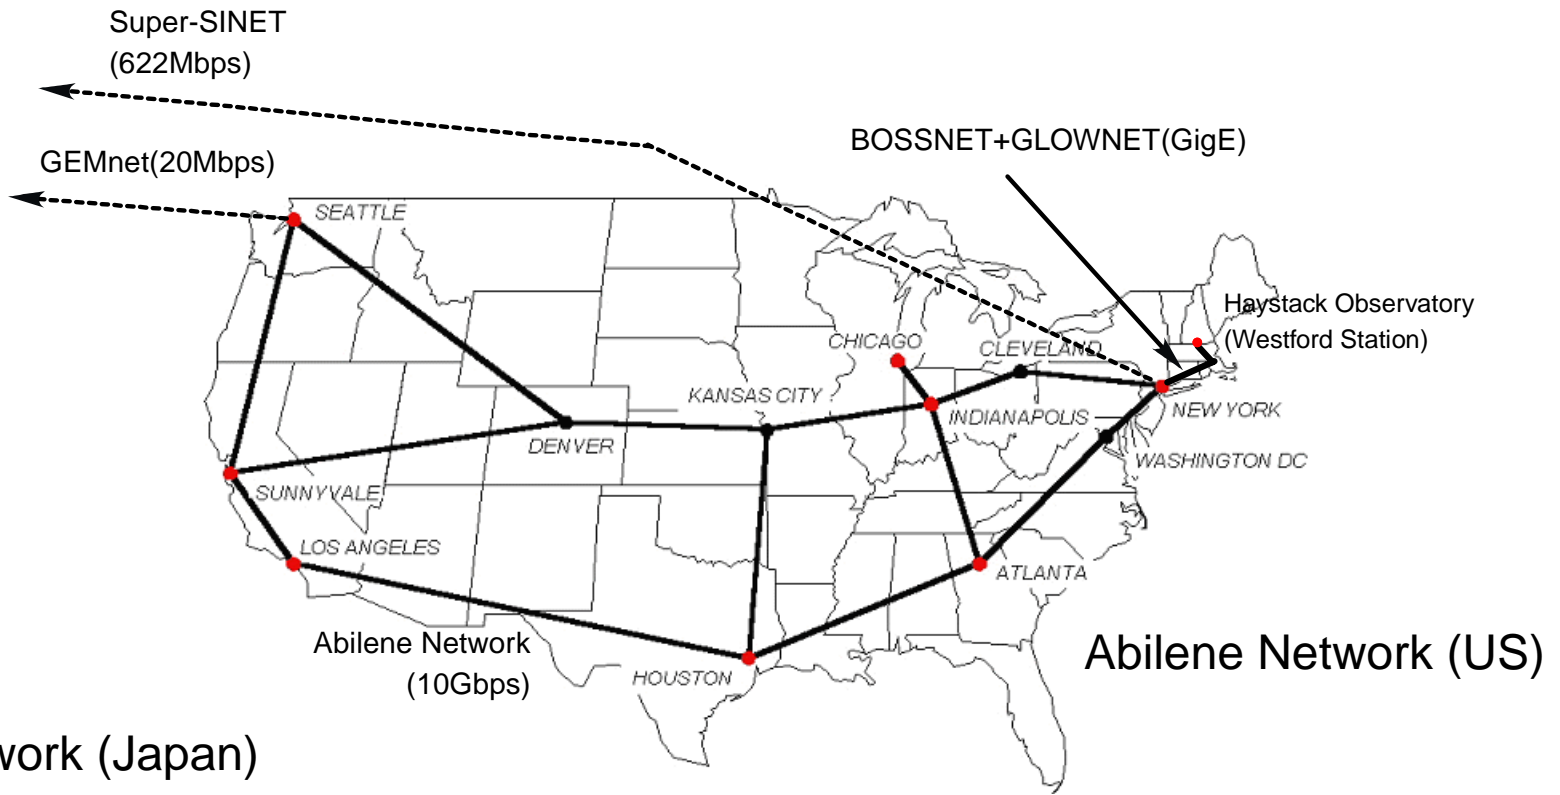 Super-SINET
(622Mbps)
BOSSNET+GLOWNET(GigE)
GEMnet(20Mbps)
SEATTLE
Haystack Observatory
(Westford Station)
CHICAGO
CLEVELAND
KANSAS CITY
NEW YORK
INDIANAPOLIS
DENVER
WASHINGTON DC
SUNNYVALE
LOS ANGELES
ATLANTA
Abilene Network
(10Gbps)
Abilene Network (US)
HOUSTON
work (Japan)